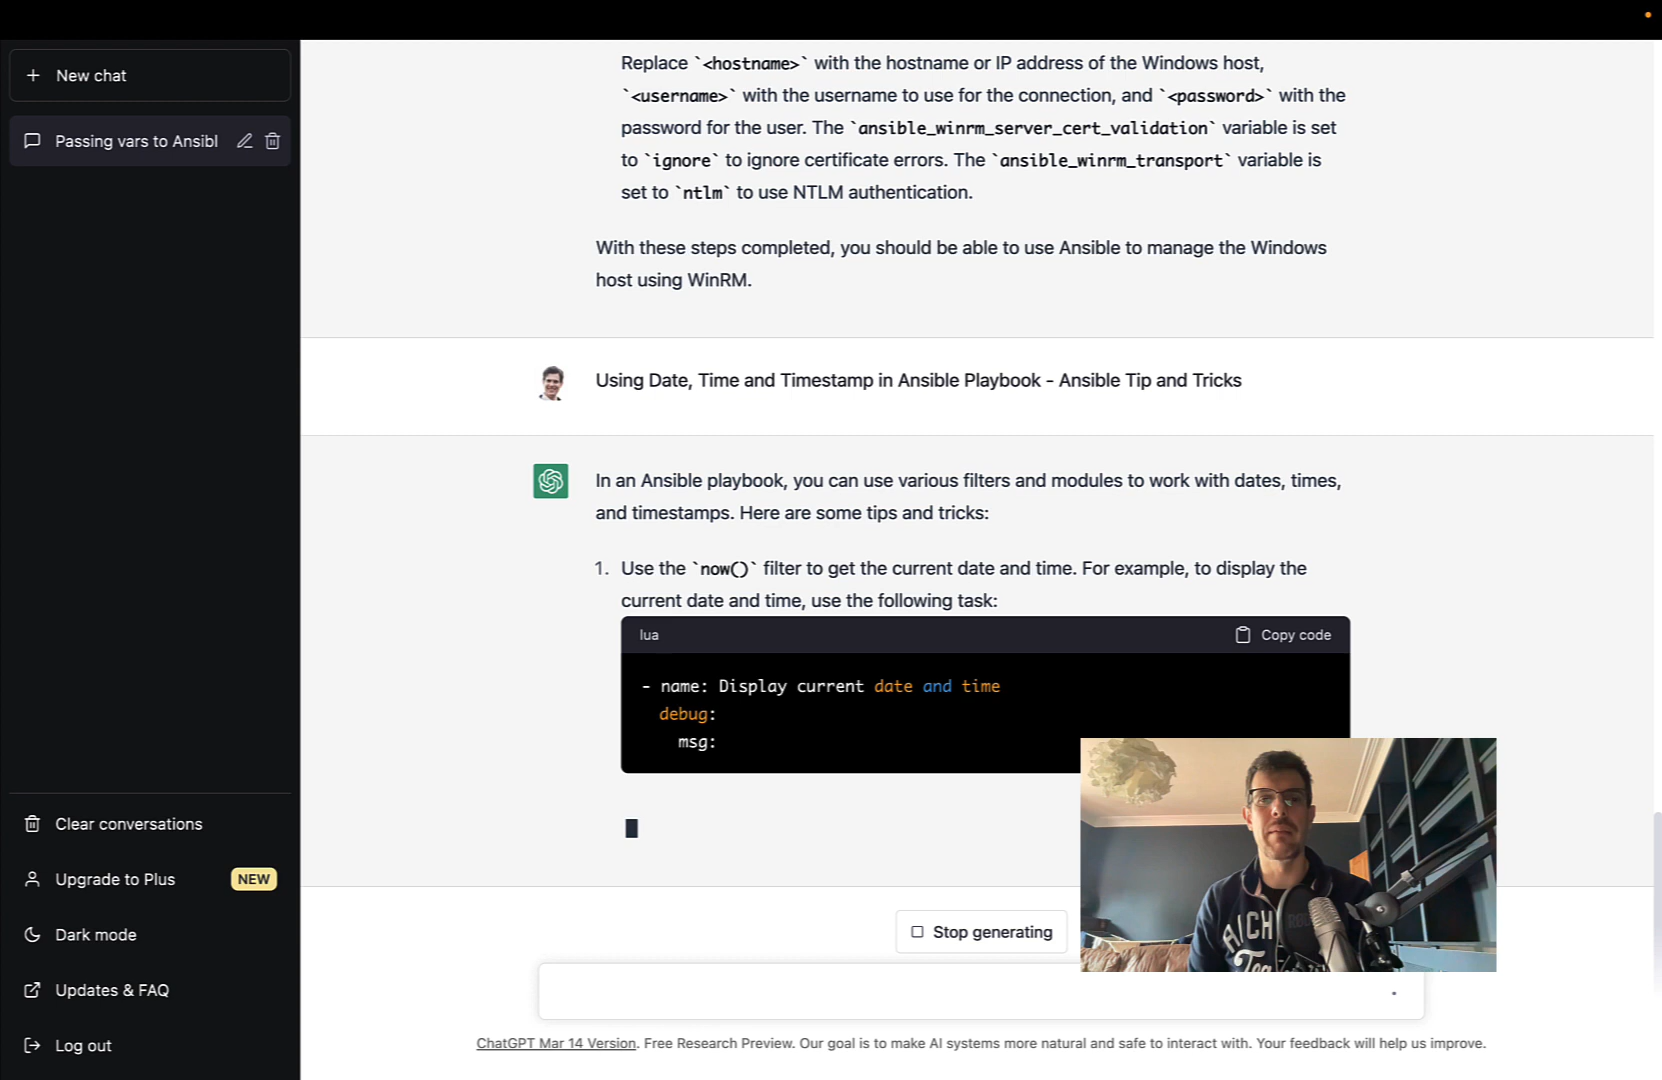 New chat
Passing vars to Ansibl
Clear conversations
Upgrade to Plus NEW
Dark mode
Updates & FAQ
Log out
Replace `<hostname>` with the hostname or IP address of the Windows host,
`<username>` with the username to use for the connection, and `<password>` with the
password for the user. The `ansible_winrm_server_cert_validation` variable is set
to `ignore` to ignore certificate errors. The `ansible_winrm_transport` variable is
set to `ntlm` to use NTLM authentication.
With these steps completed, you should be able to use Ansible to manage the Windows
host using WinRM.
Using Date, Time and Timestamp in Ansible Playbook - Ansible Tip and Tricks
In an Ansible playbook, you can use various filters and modules to work with dates, times,
and timestamps. Here are some tips and tricks:
1. Use the `now()` filter to get the current date and time. For example, to display the
current date and time, use the following task:
lua Copy code
- name: Display current date and time
debug:
msg:
Stop generating
ChatGPT Mar 14 Version. Free Research Preview. Our goal is to make AI systems more natural and safe to interact with. Your feedback will help us improve.